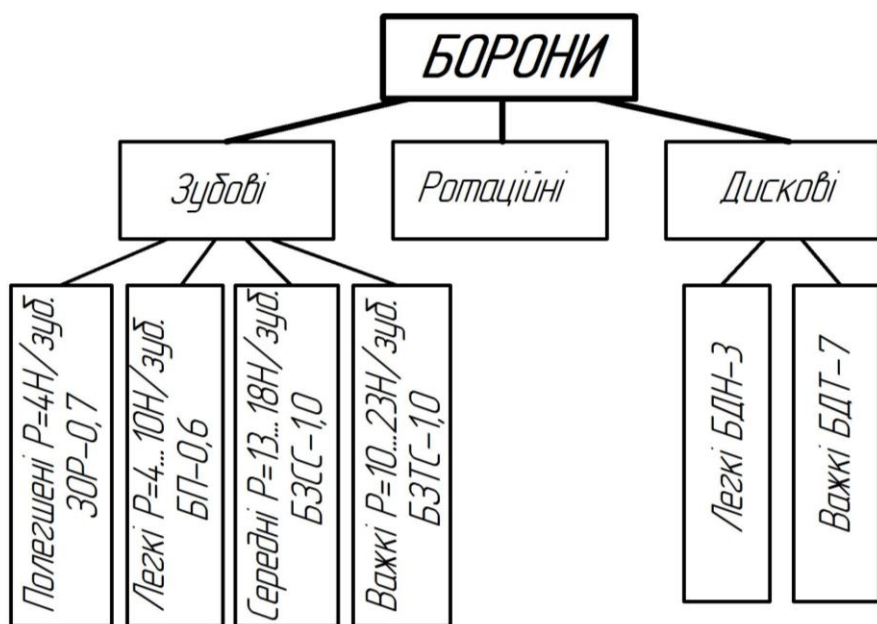 БОРОНИ
Зубові
Ротаційні
Дискові
Полегшені P=4Н/зуб.
ЗОР-0,7
Легкі P=4...10Н/зуб.
БП-0,6
Середні P=13...18Н/зуб.
БЗСС-1,0
Важкі P=10...23Н/зуб.
БЗТС-1,0
Легкі БДН-3
Важкі БДТ-7